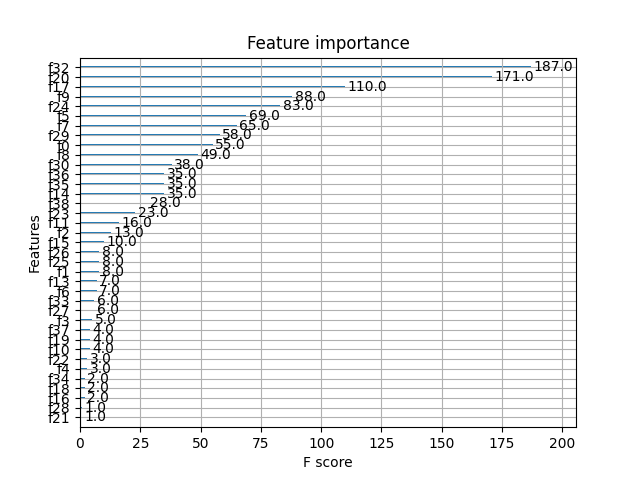 Feature importance
f32 187.0
f20 171.0
f17 110.0
f9 88.0
f24 83.0
f5 69.0
f7 65.0
f29 58.0
f0 55.0
f8 49.0
f30 38.0
f36 35.0
f35 35.0
f14 35.0
f38 28.0
f23 23.0
f11 16.0
f2 13.0
f15 10.0
f26 8.0
f25 8.0
f1 8.0
f13 7.0
f6 7.0
f33 6.0
f27 6.0
f3 5.0
f37 4.0
f19 4.0
f10 4.0
f22 3.0
f4 3.0
f34 2.0
f18 2.0
f16 2.0
f28 1.0
f21 1.0
Features
0 25 50 75 100 125 150 175 200
F score